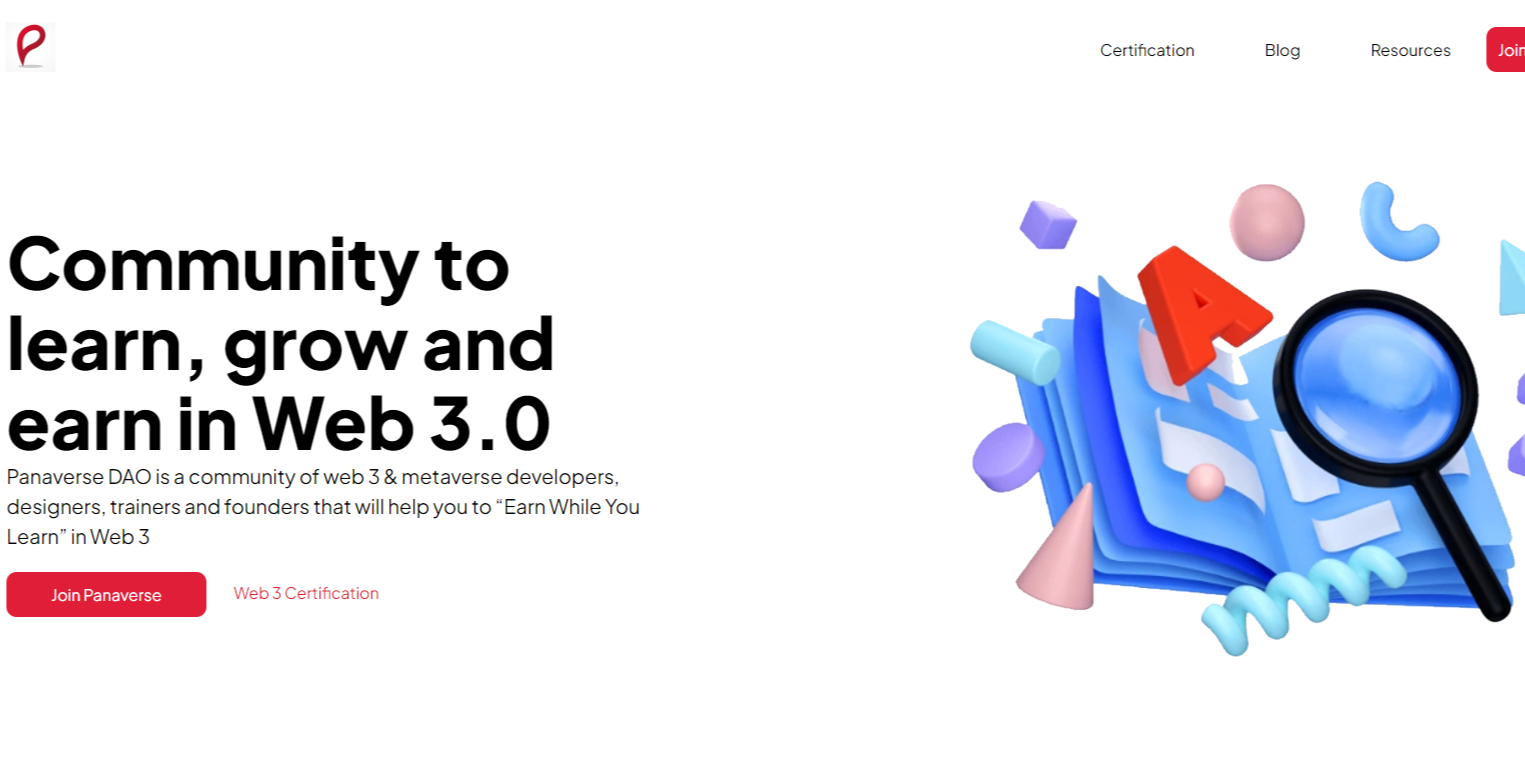 Certification
Blog
Resources
Join
Community to
learn, grow and
earn in Web 3.0
Panaverse DAO is a community of web 3 & metaverse developers,
designers, trainers and founders that will help you to “Earn While You
Learn” in Web 3
Join Panaverse
Web 3 Certification
A